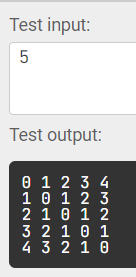 Test input:
5
Test output:
0 1 2 3 4
1 0 1 2 3
2 1 0 1 2
3 2 1 0 1
4 3 2 1 0